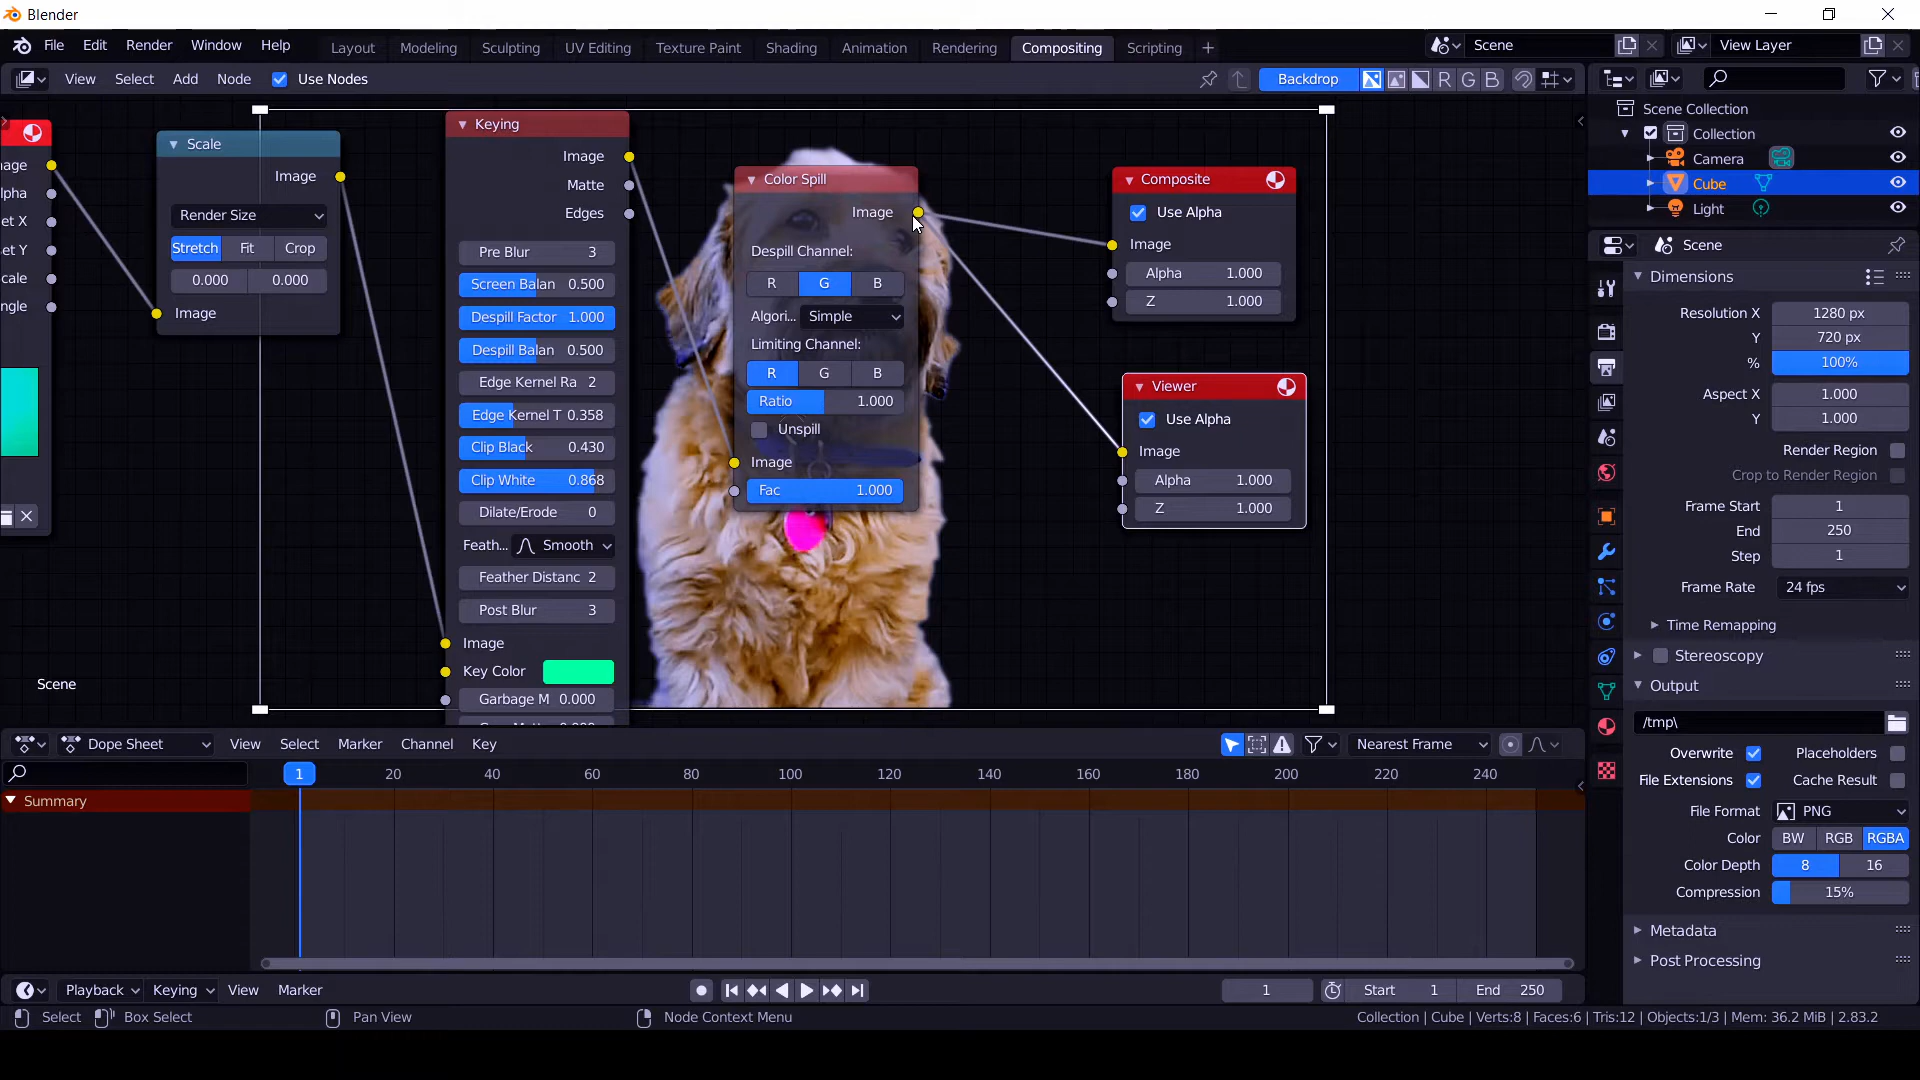 Blender
File Edit Render Window Help Layout Modeling Sculpting UV Editing Texture Paint Shading Animation Rendering Compositing Scripting + Scene View Layer
View Select Add Node Use Nodes Backdrop R G B
Scale
Image
Render Size
Stretch Fit Crop
0.000 0.000
Image
Keying
Image
Matte
Edges
Pre Blur 3
Screen Balan 0.500
Despill Factor 1.000
Despill Balan 0.500
Edge Kernel Ra 2
Edge Kernel T 0.358
Clip Black 0.430
Clip White 0.868
Dilate/Erode 0
Feath... Smooth
Feather Distanc 2
Post Blur 3
Image
Key Color
Garbage M 0.000
Color Spill
Image
Despill Channel:
R G B
Algori... Simple
Limiting Channel:
R G B
Ratio 1.000
Unspill
Image
Fac 1.000
Composite
Use Alpha
Image
Alpha 1.000
Z 1.000
Viewer
Use Alpha
Image
Alpha 1.000
Z 1.000
Scene
Scene Collection
Collection
Camera
Cube
Light
Scene
Dimensions
Resolution X 1280 px
Y 720 px
% 100%
Aspect X 1.000
Y 1.000
Render Region
Crop to Render Region
Frame Start 1
End 250
Step 1
Frame Rate 24 fps
Time Remapping
Stereoscopy
Output
/tmp\
Overwrite Placeholders
File Extensions Cache Result
File Format PNG
Color BW RGB RGBA
Color Depth 8 16
Compression 15%
Metadata
Post Processing
Dope Sheet View Select Marker Channel Key Nearest Frame
1 20 40 60 80 100 120 140 160 180 200 220 240
Summary
Playback Keying View Marker 1 Start 1 End 250
Select Box Select Pan View Node Context Menu Collection | Cube | Verts:8 | Faces:6 | Tris:12 | Objects:1/3 | Mem: 36.2 MiB | 2.83.2